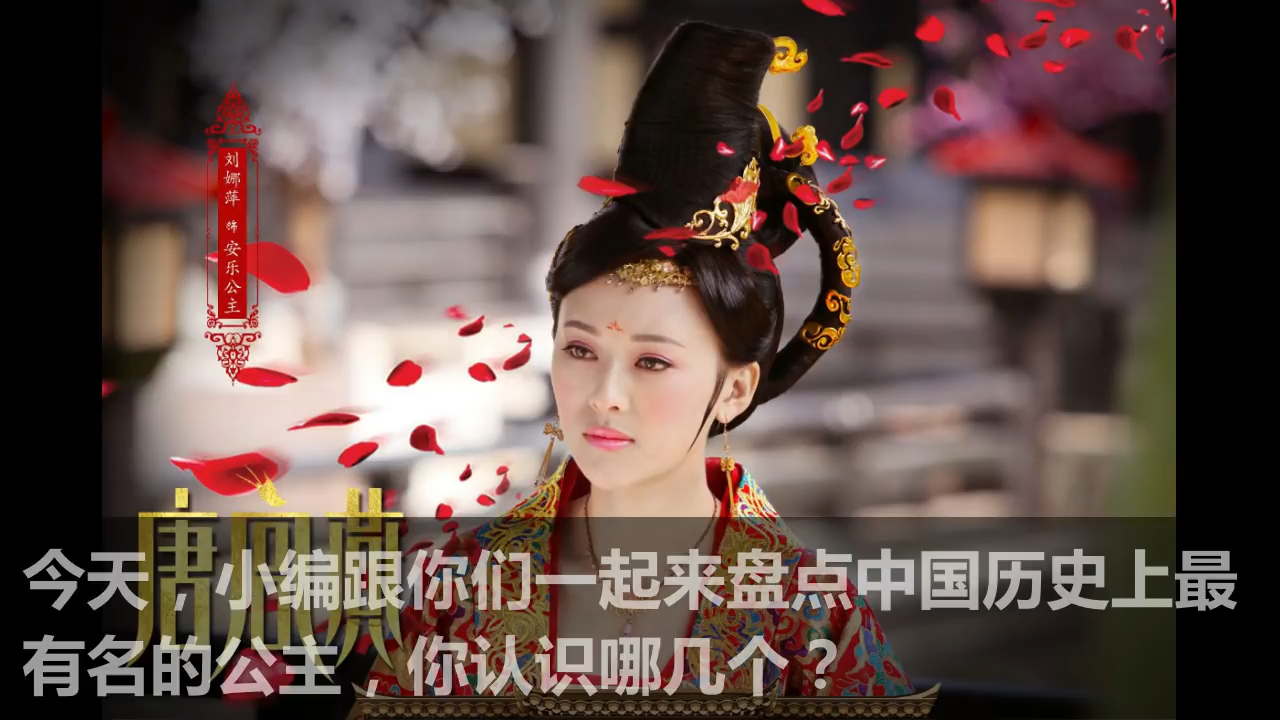 刘娜萍 饰 安乐公主
唐宫燕
今天，小编跟你们一起来盘点中国历史上最
有名的公主，你认识哪几个？